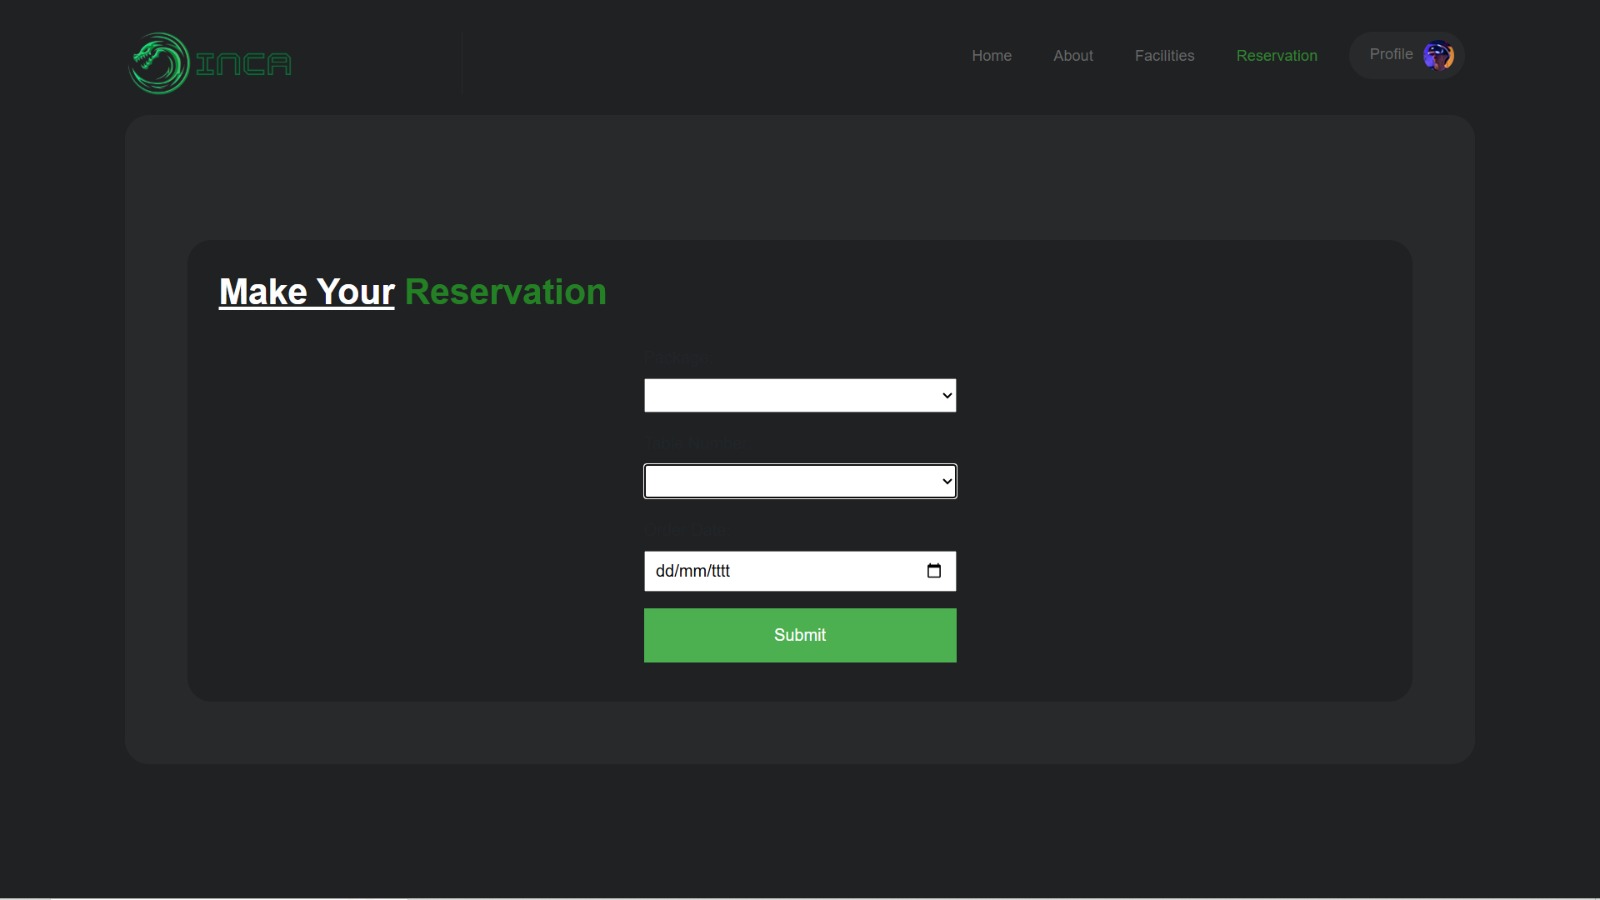 INCA
Home
About
Facilities
Reservation
Profile
Make Your Reservation
dd/mm/tttt
Submit